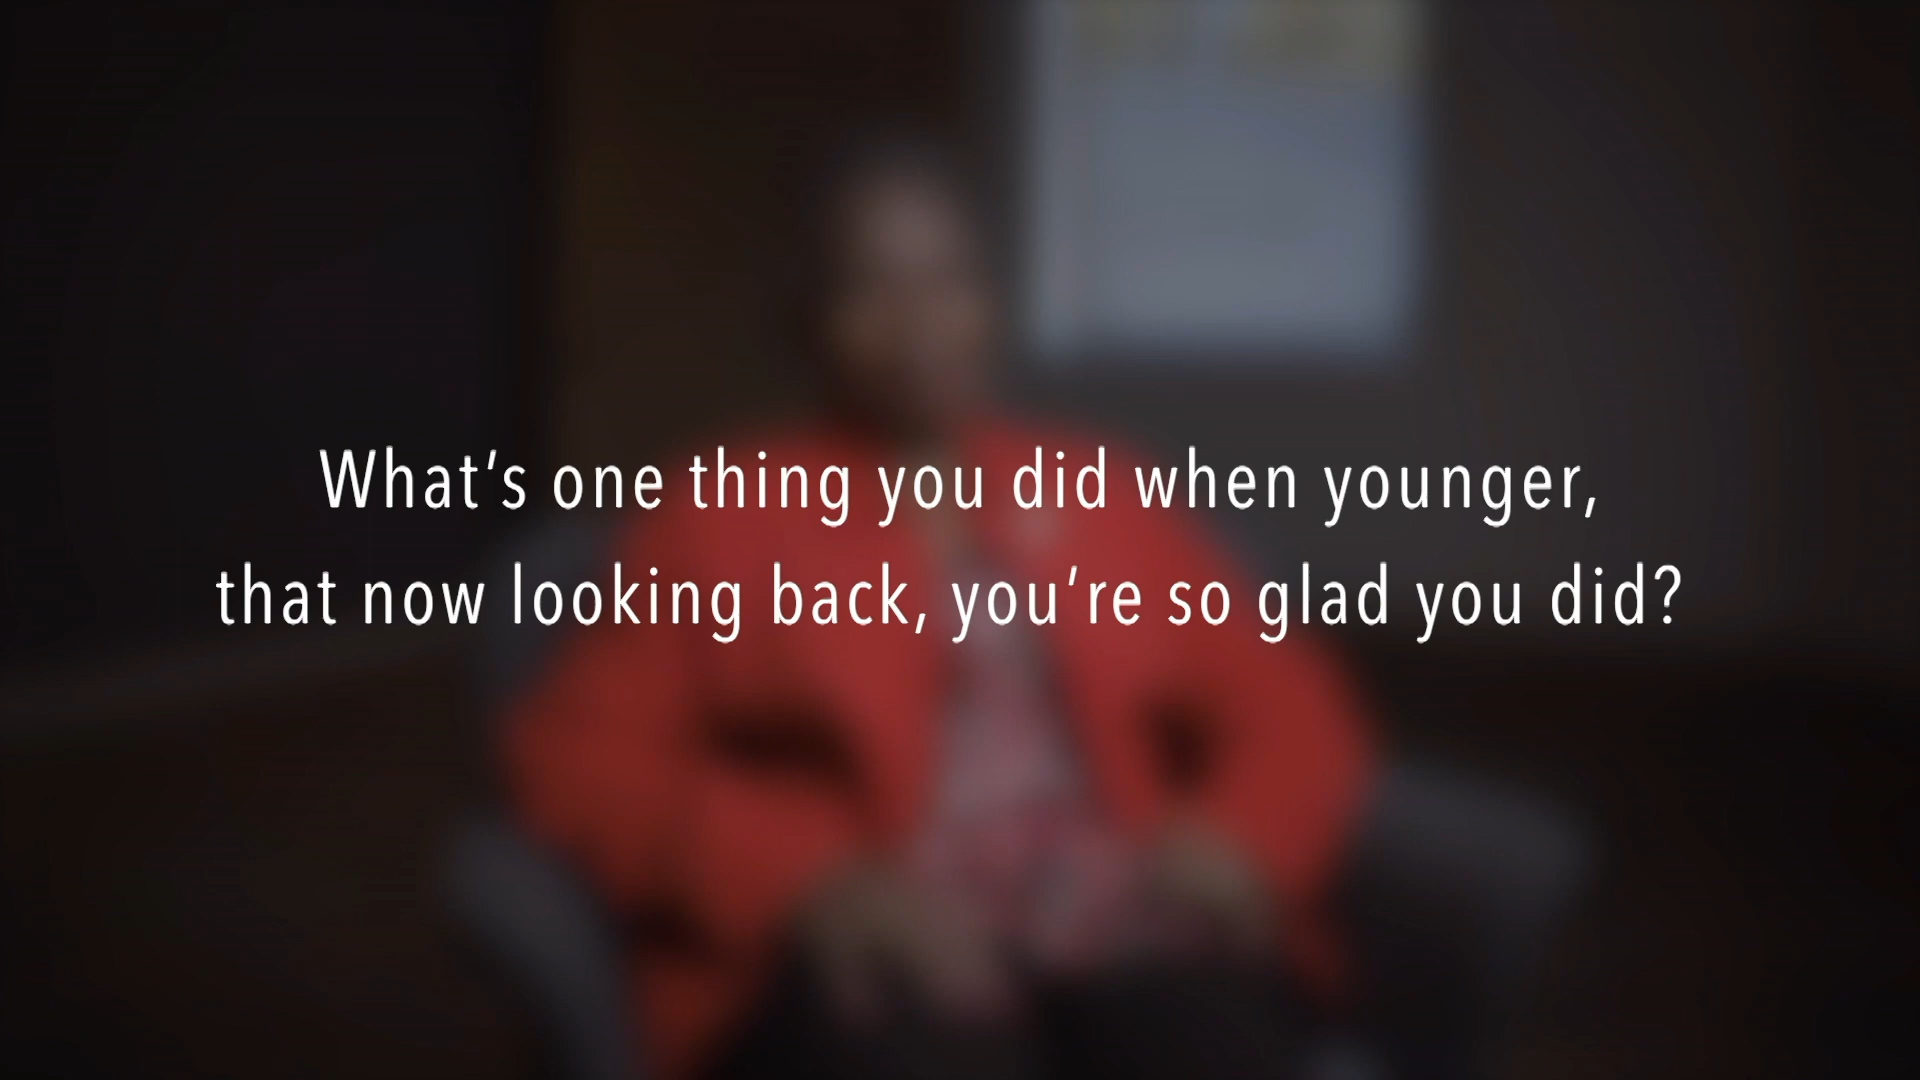 What’s one thing you did when younger,
that now looking back, you’re so glad you did?